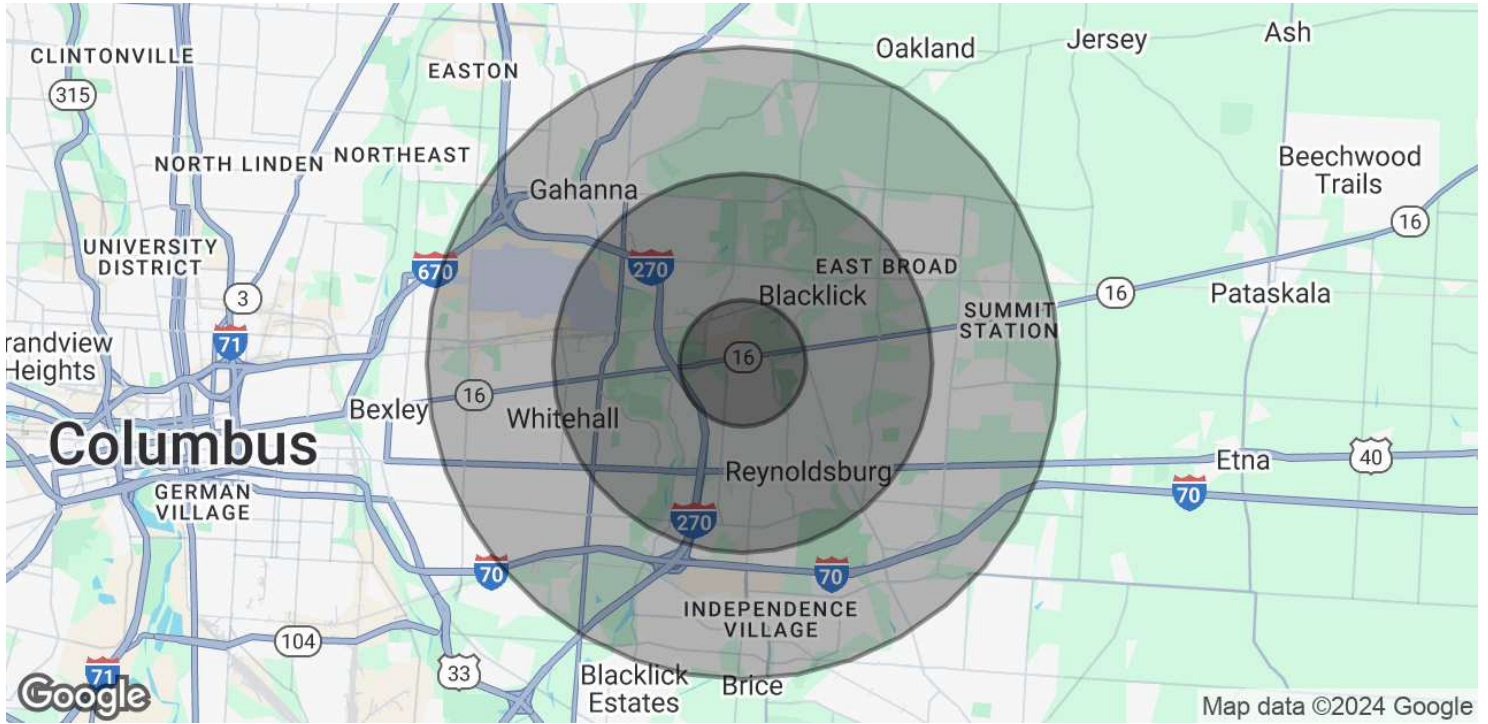 CLINTONVILLE
315
EASTON
Oakland
Jersey
Ash
NORTH LINDEN
NORTHEAST
Gahanna
Beechwood
Trails
16
UNIVERSITY
DISTRICT
670
270
EAST BROAD
Blacklick
3
16
Pataskala
SUMMIT
STATION
71
randview
Heights
16
16
Bexley
Whitehall
Columbus
Reynoldsburg
Etna
40
GERMAN
VILLAGE
270
70
70
70
INDEPENDENCE
VILLAGE
104
71
33
Blacklick
Estates
Brice
Google
Map data ©2024 Google